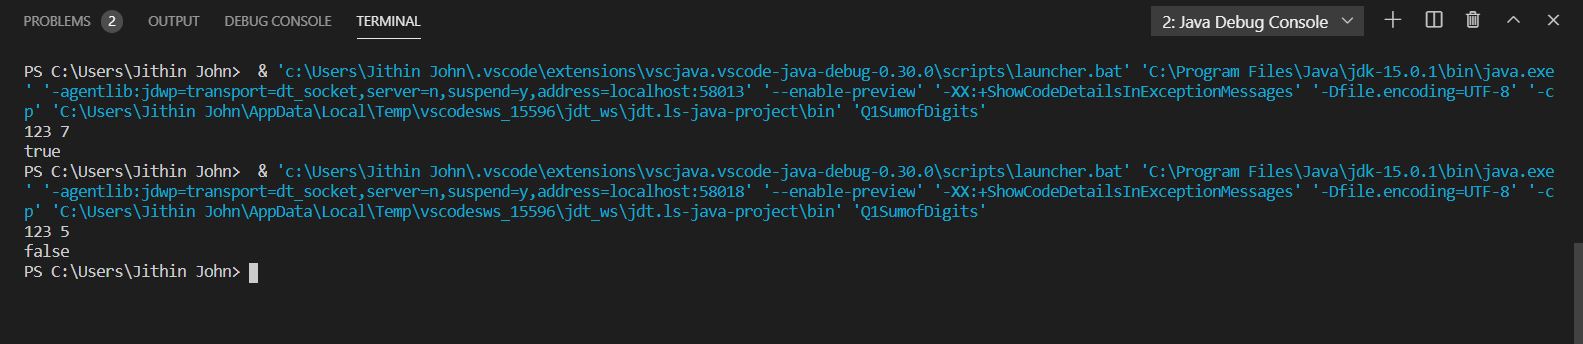 PROBLEMS 2 OUTPUT DEBUG CONSOLE TERMINAL 2: Java Debug Console
PS C:\Users\Jithin John>  & 'c:\Users\Jithin John\.vscode\extensions\vscjava.vscode-java-debug-0.30.0\scripts\launcher.bat' 'C:\Program Files\Java\jdk-15.0.1\bin\java.exe
' '-agentlib:jdwp=transport=dt_socket,server=n,suspend=y,address=localhost:58013' '--enable-preview' '-XX:+ShowCodeDetailsInExceptionMessages' '-Dfile.encoding=UTF-8' '-c
p' 'C:\Users\Jithin John\AppData\Local\Temp\vscodesws_15596\jdt_ws\jdt.ls-java-project\bin' 'Q1SumofDigits'
123 7
true
PS C:\Users\Jithin John>  & 'c:\Users\Jithin John\.vscode\extensions\vscjava.vscode-java-debug-0.30.0\scripts\launcher.bat' 'C:\Program Files\Java\jdk-15.0.1\bin\java.exe
' '-agentlib:jdwp=transport=dt_socket,server=n,suspend=y,address=localhost:58018' '--enable-preview' '-XX:+ShowCodeDetailsInExceptionMessages' '-Dfile.encoding=UTF-8' '-c
p' 'C:\Users\Jithin John\AppData\Local\Temp\vscodesws_15596\jdt_ws\jdt.ls-java-project\bin' 'Q1SumofDigits'
123 5
false
PS C:\Users\Jithin John>